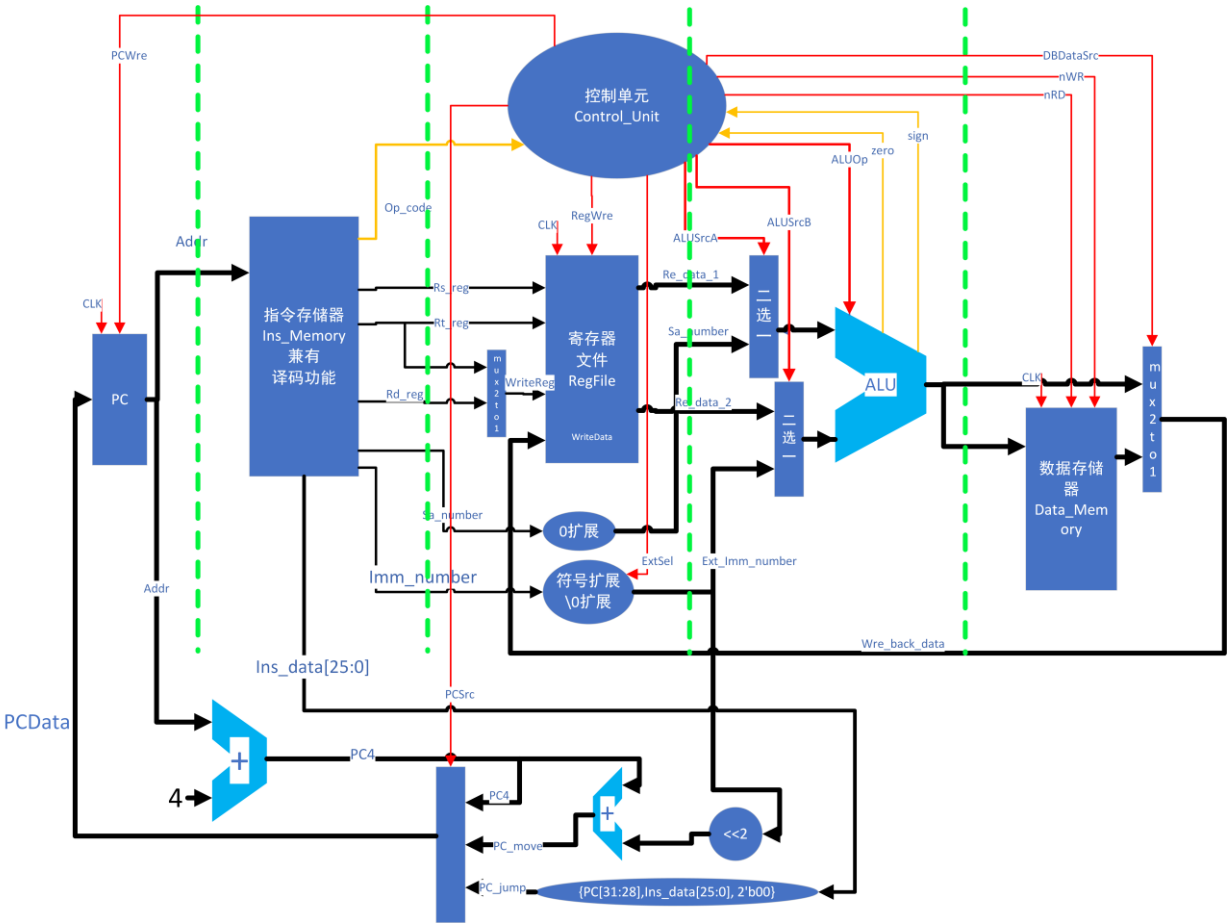 PCWre
DBDataSrc
nWR
nRD
控制单元
Control_Unit
sign
zero
ALUOp
Op_code
RegWre
CLK
ALUSrcB
ALUSrcA
Addr
Re_data_1
Rs_reg
二选一
CLK
指令存储器
Ins_Memory
兼有
译码功能
Rt_reg
寄存器
文件
RegFile
Sa_number
mux2to1
WriteReg
ALU
CLK
PC
Rd_reg
Re_data_2
二选一
mux2to1
WriteData
数据存储
器
Data_Mem
ory
Sa_number
0扩展
ExtSel
Ext_Imm_number
Imm_number
符号扩展
\0扩展
Addr
Wre_back_data
Ins_data[25:0]
PCSrc
PCData
PC4
+
4
PC4
+
<<2
PC_move
PC_jump
{PC[31:28],Ins_data[25:0], 2'b00}